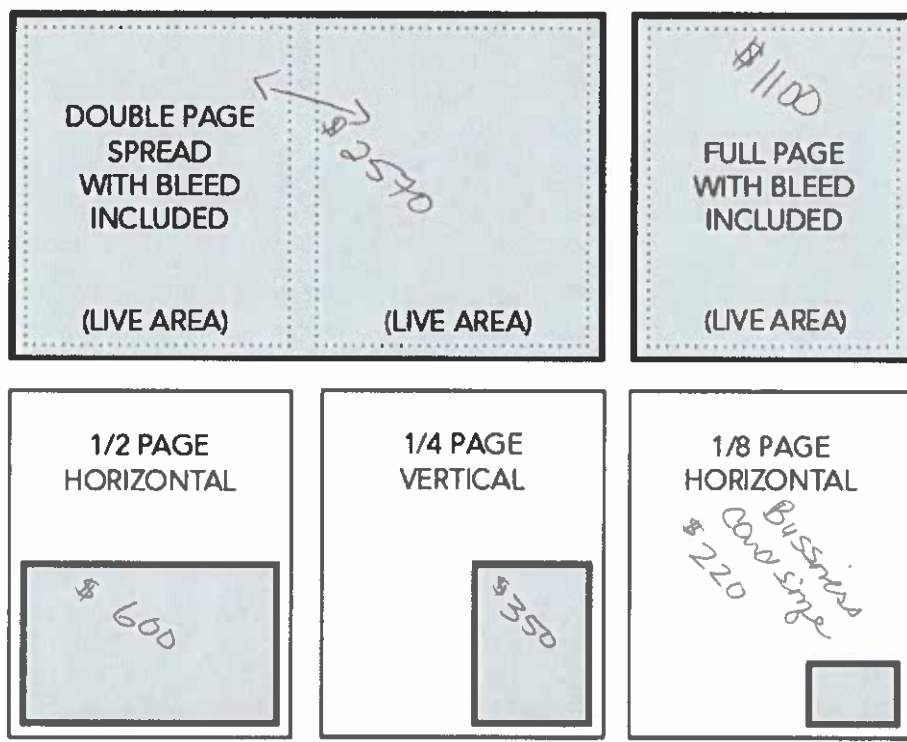 DOUBLE PAGE
SPREAD
WITH BLEED
INCLUDED
(LIVE AREA)
$2570
(LIVE AREA)
$1100
FULL PAGE
WITH BLEED
INCLUDED
(LIVE AREA)
1/2 PAGE
HORIZONTAL
$600
1/4 PAGE
VERTICAL
$350
1/8 PAGE
HORIZONTAL
Bussniess
card size
$220